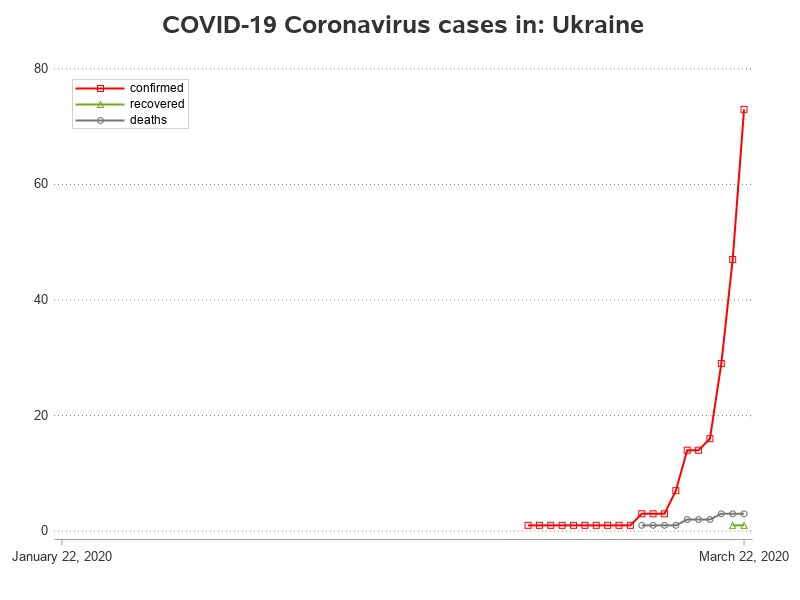 COVID-19 Coronavirus cases in: Ukraine
80
confirmed
recovered
deaths
60
40
20
0
January 22, 2020 March 22, 2020